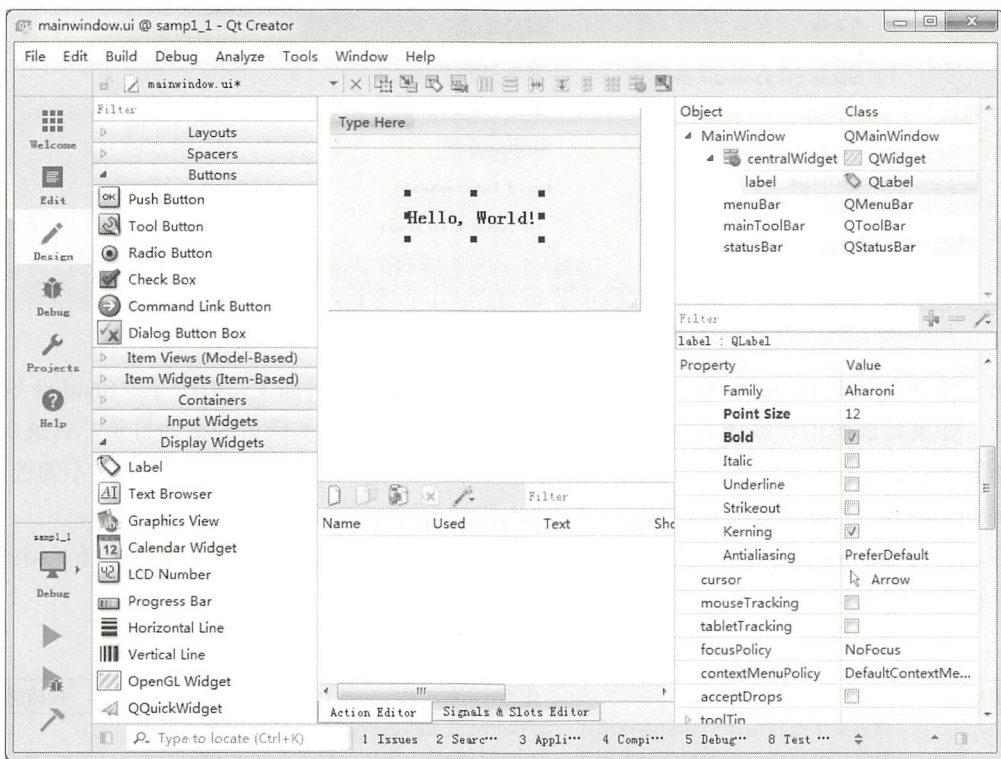 mainwindow.ui @ samp1_1 - Qt Creator
File Edit Build Debug Analyze Tools Window Help
mainwindow.ui*
Welcome
Edit
Design
Debug
Projects
Help
samp1_1
Debug
Filter
Layouts
Spacers
Buttons
OK Push Button
Tool Button
Radio Button
Check Box
Command Link Button
Dialog Button Box
Item Views (Model-Based)
Item Widgets (Item-Based)
Containers
Input Widgets
Display Widgets
Label
AI Text Browser
Graphics View
12 Calendar Widget
42 LCD Number
Progress Bar
Horizontal Line
Vertical Line
OpenGL Widget
QQuickWidget
Type Here
Hello, World!
Filter
Name Used Text Sho
Action Editor Signals & Slots Editor
Object Class
MainWindow QMainWindow
centralWidget QWidget
label QLabel
menuBar QMenuBar
mainToolBar QToolBar
statusBar QStatusBar
Filter
label : QLabel
Property Value
Family Aharoni
Point Size 12
Bold
Italic
Underline
Strikeout
Kerning
Antialiasing PreferDefault
cursor Arrow
mouseTracking
tabletTracking
focusPolicy NoFocus
contextMenuPolicy DefaultContextMe...
acceptDrops
toolTip
Type to locate (Ctrl+K) 1 Issues 2 Searc… 3 Appli… 4 Compi… 5 Debug… 8 Test …